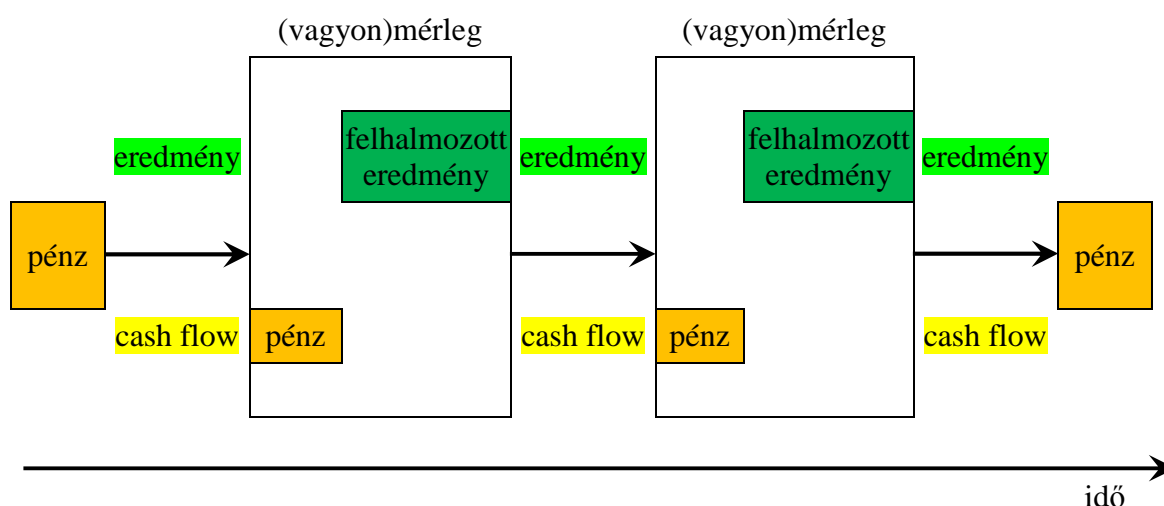 (vagyon)mérleg
(vagyon)mérleg
eredmény
felhalmozott
eredmény
eredmény
felhalmozott
eredmény
eredmény
pénz
pénz
cash flow
pénz
cash flow
pénz
cash flow
idő